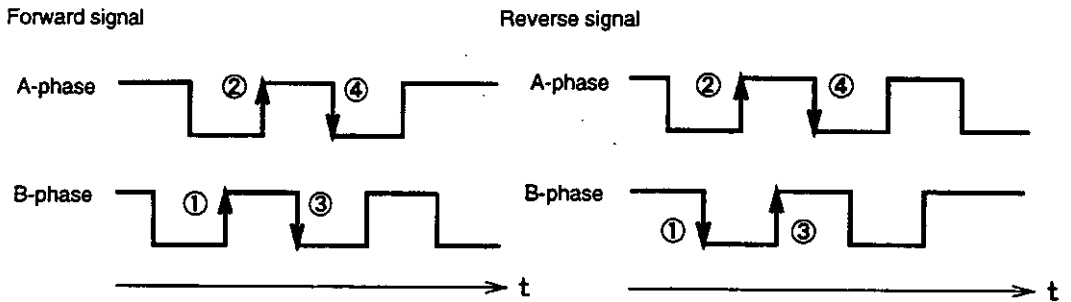 Forward signal
A-phase
② ④
B-phase
① ③
t
Reverse signal
A-phase
② ④
B-phase
① ③
t